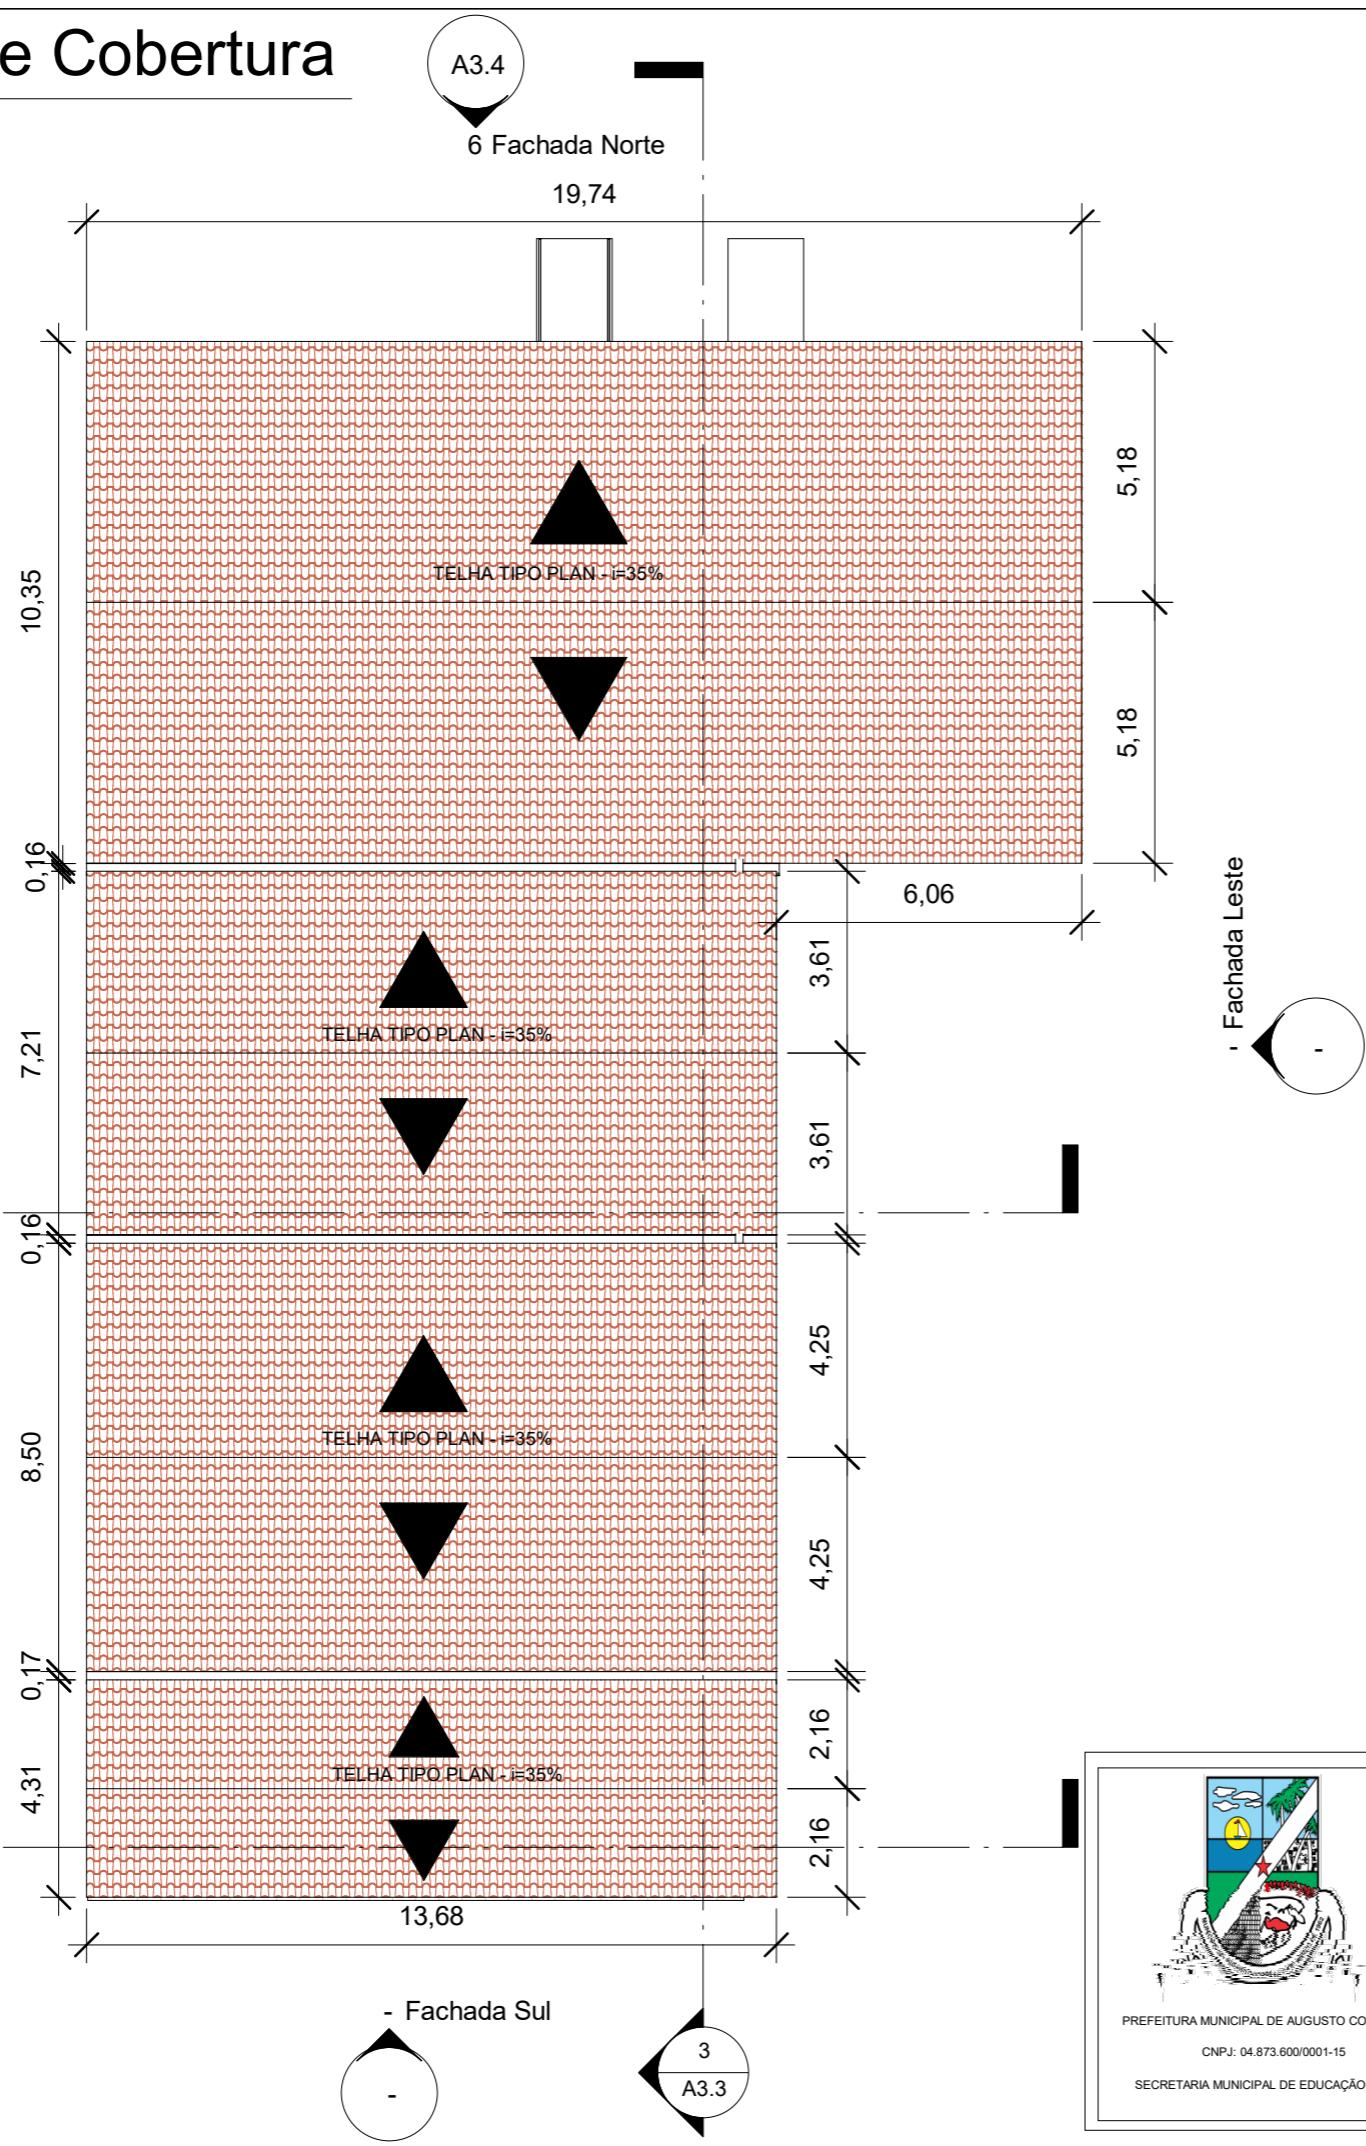 e Cobertura
A3.4
6 Fachada Norte
19,74
5,18
TELHA TIPO PLAN - i=35%
10,35
5,18
0,16
6,06
- Fachada Leste
-
3,61
TELHA TIPO PLAN - i=35%
7,21
3,61
0,16
4,25
TELHA TIPO PLAN - i=35%
8,50
4,25
0,17
2,16
TELHA TIPO PLAN - i=35%
4,31
2,16
13,68
- Fachada Sul
-
3
A3.3
PREFEITURA MUNICIPAL DE AUGUSTO CO
CNPJ: 04.873.600/0001-15
SECRETARIA MUNICIPAL DE EDUCAÇÃO